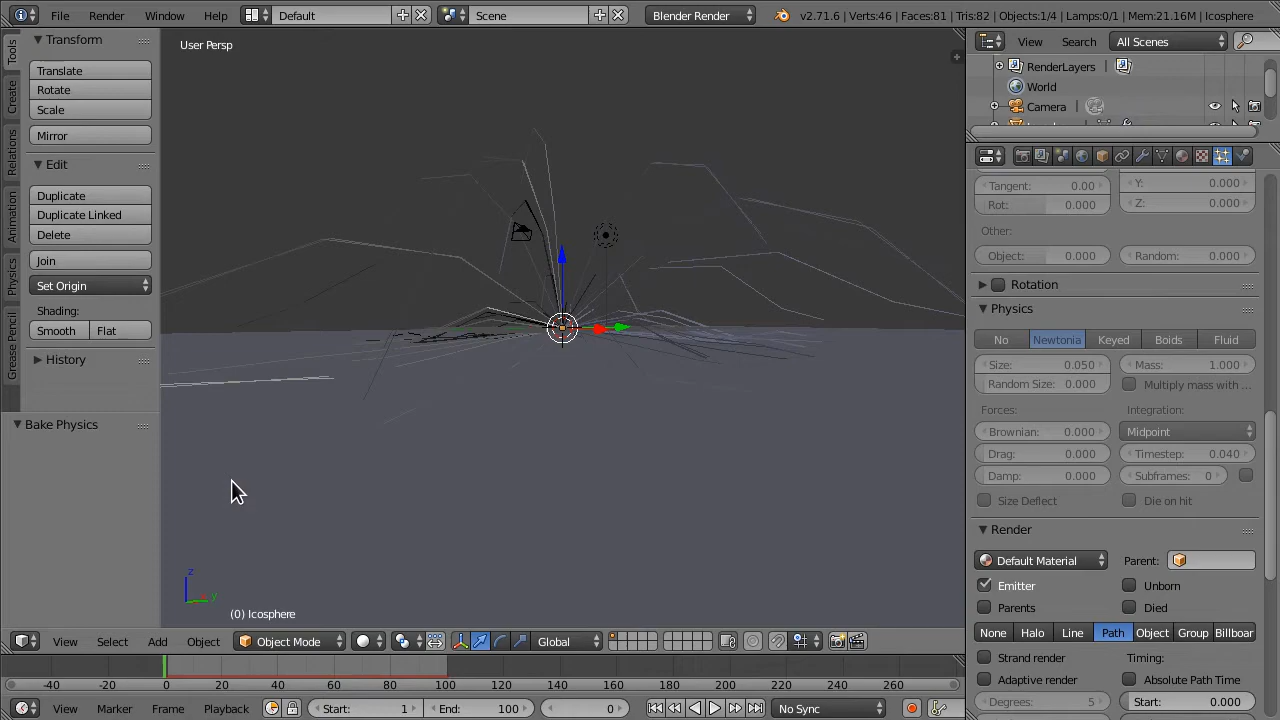 File Render Window Help Default Scene Blender Render v2.71.6 | Verts:46 | Faces:81 | Tris:82 | Objects:1/4 | Lamps:0/1 | Mem:21.16M | Icosphere
Tools
Create
Relations
Animation
Physics
Grease Pencil
Transform
Translate
Rotate
Scale
Mirror
Edit
Duplicate
Duplicate Linked
Delete
Join
Set Origin
Shading:
Smooth Flat
History
Bake Physics
User Persp
z
y
(0) Icosphere
View Select Add Object Object Mode Global
-40 -20 0 20 40 60 80 100 120 140 160 180 200 220 240 260
View Marker Frame Playback Start: 1 End: 100 0 No Sync
View Search All Scenes
RenderLayers |
World
Camera |
Tangent: 0.00 Y: 0.000
Rot: 0.000 Z: 0.000
Other:
Object: 0.000 Random: 0.000
Rotation
Physics
No Newtonia Keyed Boids Fluid
Size: 0.050 Mass: 1.000
Random Size: 0.000 Multiply mass with ...
Forces: Integration:
Brownian: 0.000 Midpoint
Drag: 0.000 Timestep: 0.040
Damp: 0.000 Subframes: 0
Size Deflect Die on hit
Render
Default Material Parent:
Emitter Unborn
Parents Died
None Halo Line Path Object Group Billboar
Strand render Timing:
Adaptive render Absolute Path Time
Degrees: 5 Start: 0.000